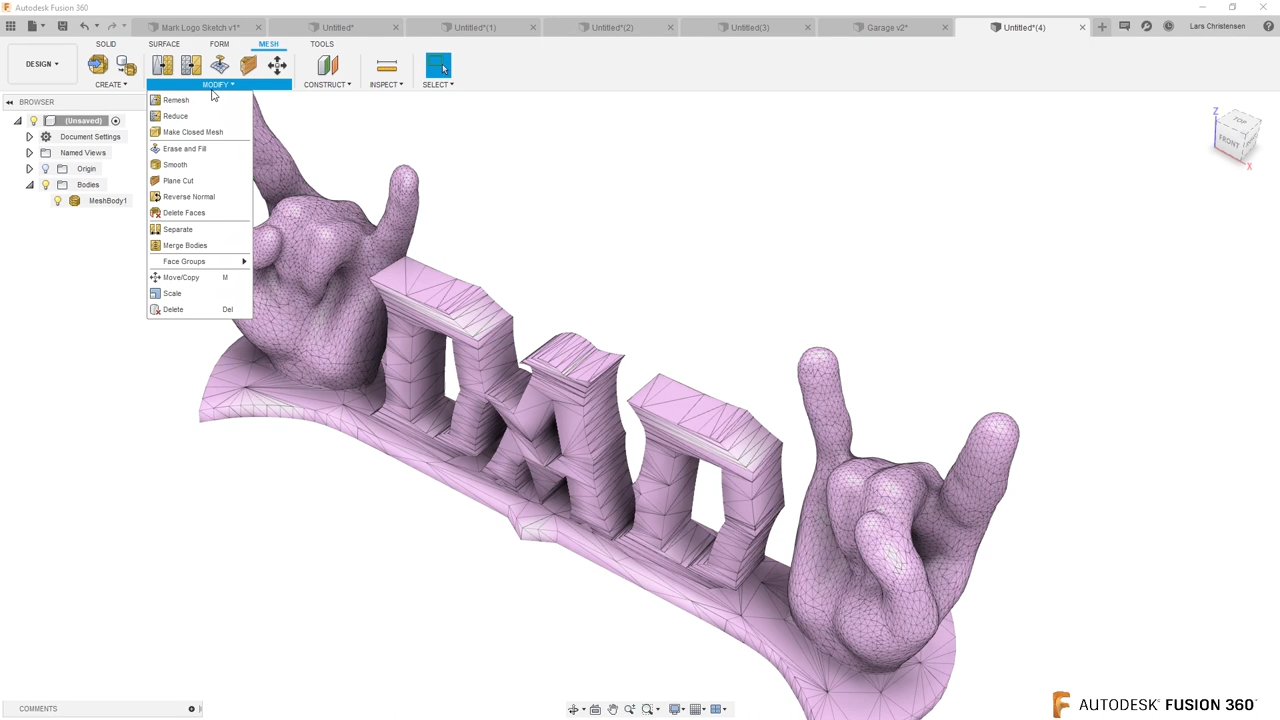 Autodesk Fusion 360
Mark Logo Sketch v1*
Untitled*
Untitled*(1)
Untitled*(2)
Untitled(3)
Garage v2*
Untitled*(4)
Lars Christensen
DESIGN
SOLID
SURFACE
FORM
MESH
TOOLS
CREATE
MODIFY
CONSTRUCT
INSPECT
SELECT
BROWSER
(Unsaved)
Document Settings
Named Views
Origin
Bodies
MeshBody1
Remesh
Reduce
Make Closed Mesh
Erase and Fill
Smooth
Plane Cut
Reverse Normal
Delete Faces
Separate
Merge Bodies
Face Groups
Move/Copy M
Scale
Delete Del
Z
TOP
FRONT
X
COMMENTS
AUTODESK® FUSION 360™